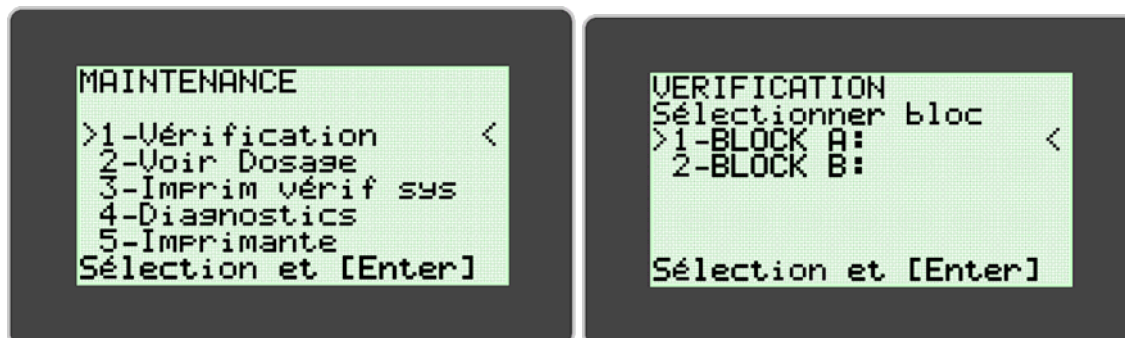 MAINTENANCE
>1-Vérification <
2-Voir Dosage
3-Imprim vérif sys
4-Diagnostics
5-Imprimante
Sélection et [Enter]
VERIFICATION
Sélectionner bloc
>1-BLOCK A: <
2-BLOCK B:
Sélection et [Enter]